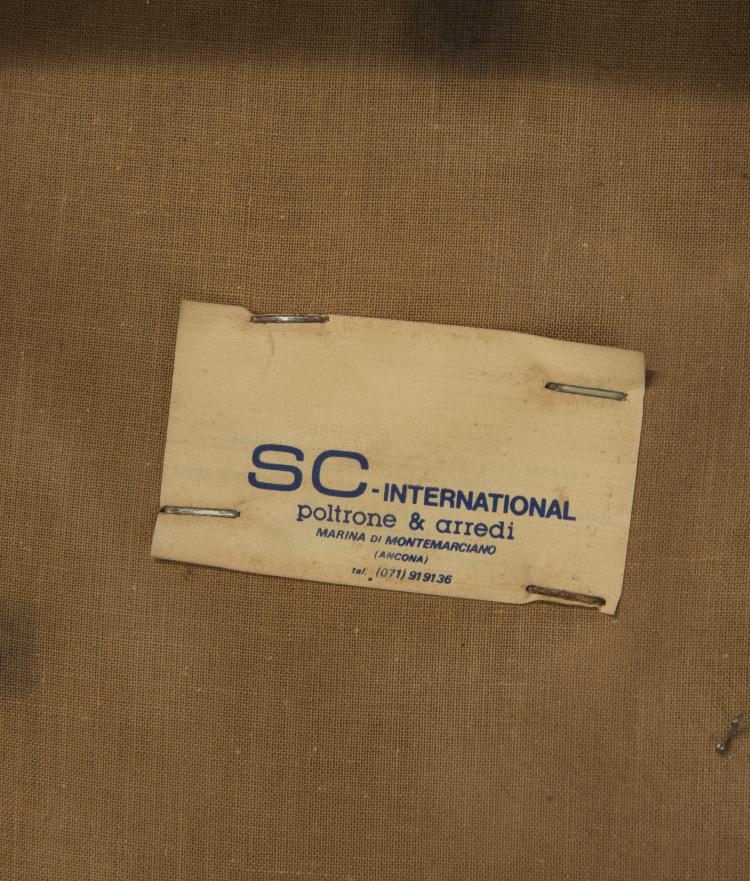 SC-INTERNATIONAL
poltrone & arredi
MARINA DI MONTEMARCIANO
(ANCONA)
tel. (071) 919136